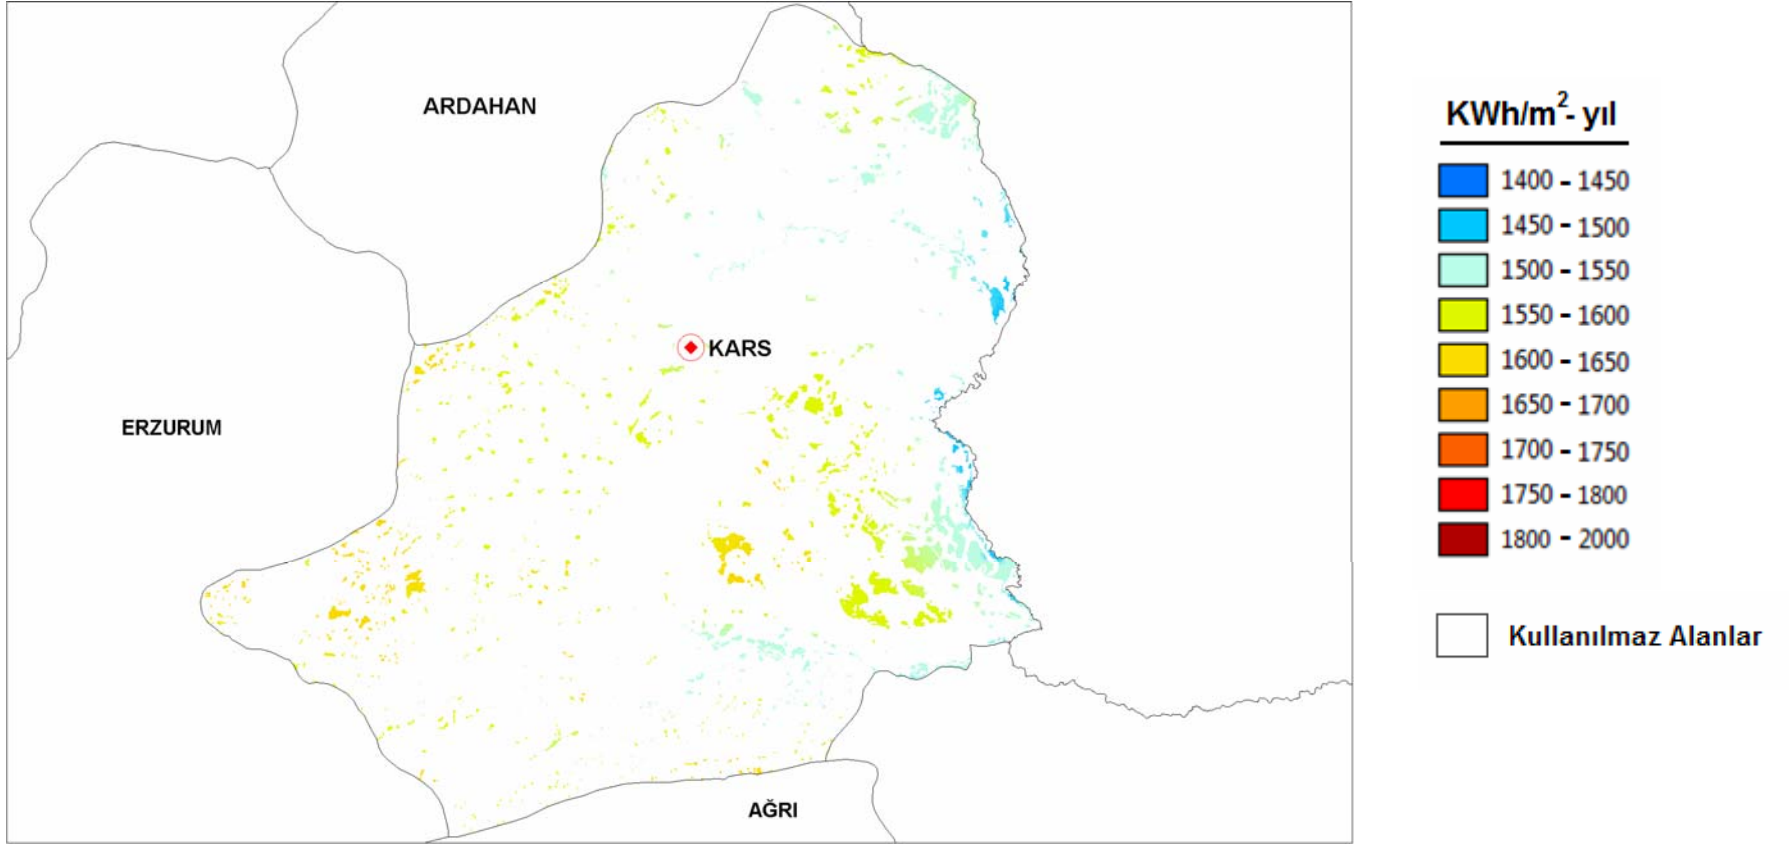 ARDAHAN
KARS
ERZURUM
AĞRI
KWh/m²- yıl
1400 - 1450
1450 - 1500
1500 - 1550
1550 - 1600
1600 - 1650
1650 - 1700
1700 - 1750
1750 - 1800
1800 - 2000
Kullanılmaz Alanlar